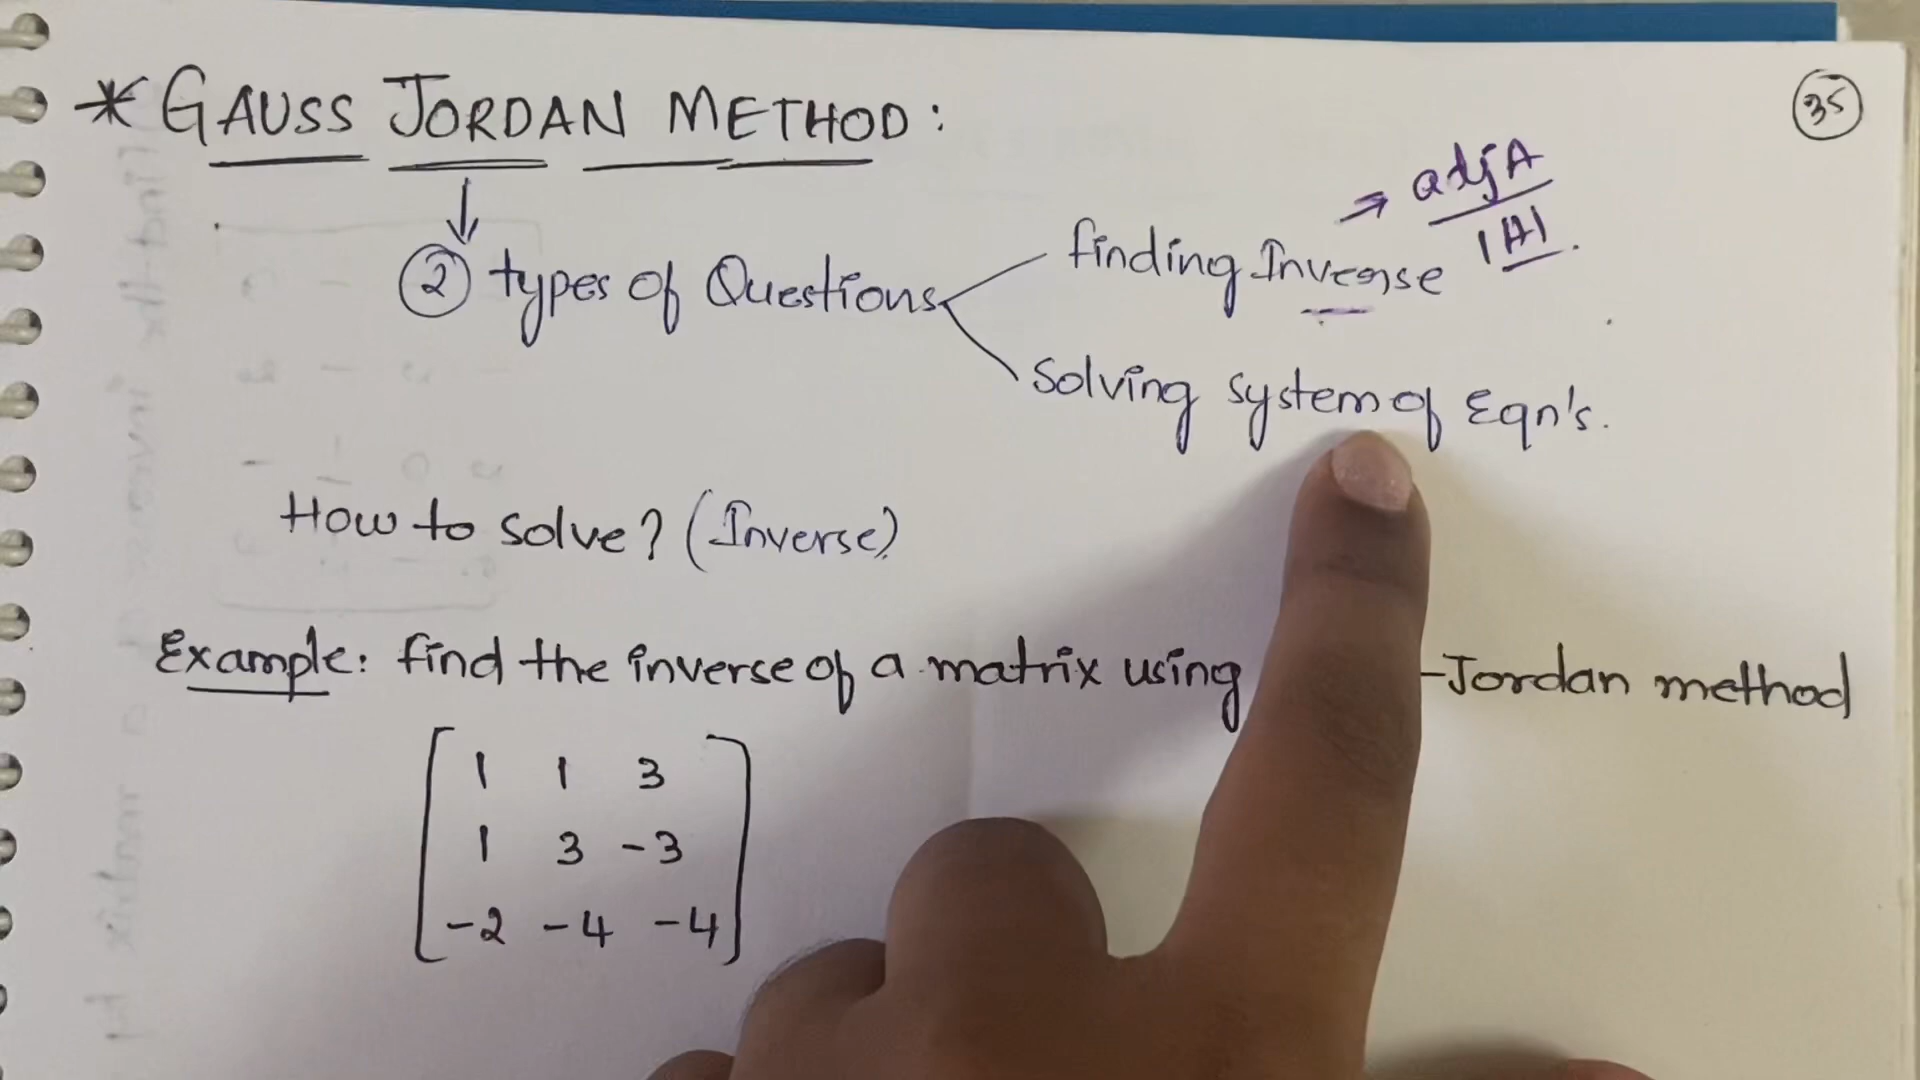 * GAUSS JORDAN METHOD:
35
→ adjA
|A|.
↓
② types of Questions
finding Inverse
Solving system of Eqn's.
How to solve? (Inverse)
Example: find the inverse of a matrix using -Jordan method
1 1 3
1 3 -3
-2 -4 -4